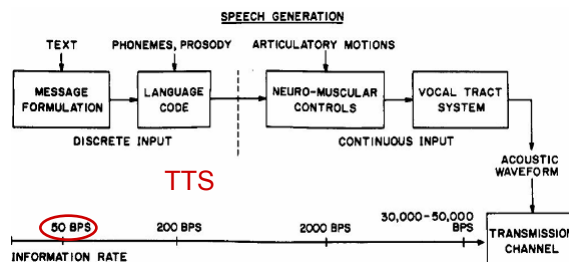 SPEECH GENERATION
TEXT
PHONEMES, PROSODY
ARTICULATORY MOTIONS
MESSAGE
FORMULATION
LANGUAGE
CODE
NEURO-MUSCULAR
CONTROLS
VOCAL TRACT
SYSTEM
DISCRETE INPUT
CONTINUOUS INPUT
ACOUSTIC
WAVEFORM
TTS
50 BPS
200 BPS
2000 BPS
30,000-50,000
BPS
TRANSMISSION
CHANNEL
INFORMATION RATE